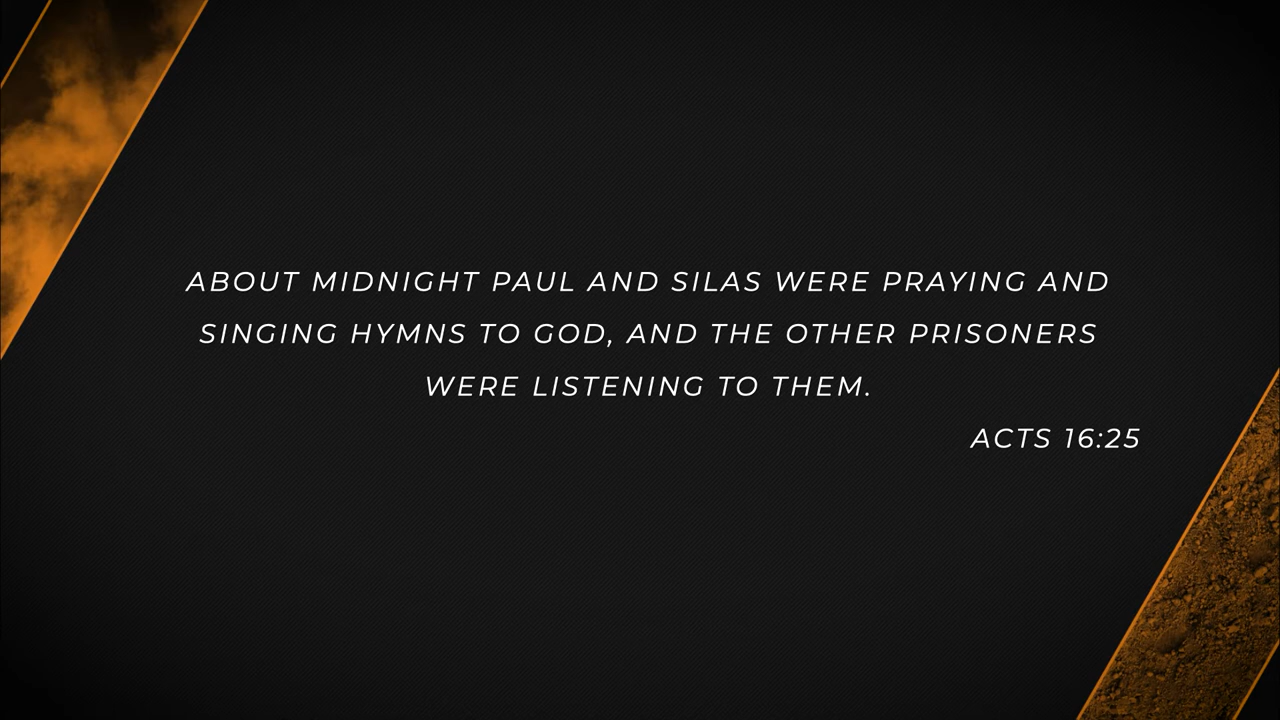 ABOUT MIDNIGHT PAUL AND SILAS WERE PRAYING AND
SINGING HYMNS TO GOD, AND THE OTHER PRISONERS
WERE LISTENING TO THEM.
ACTS 16:25